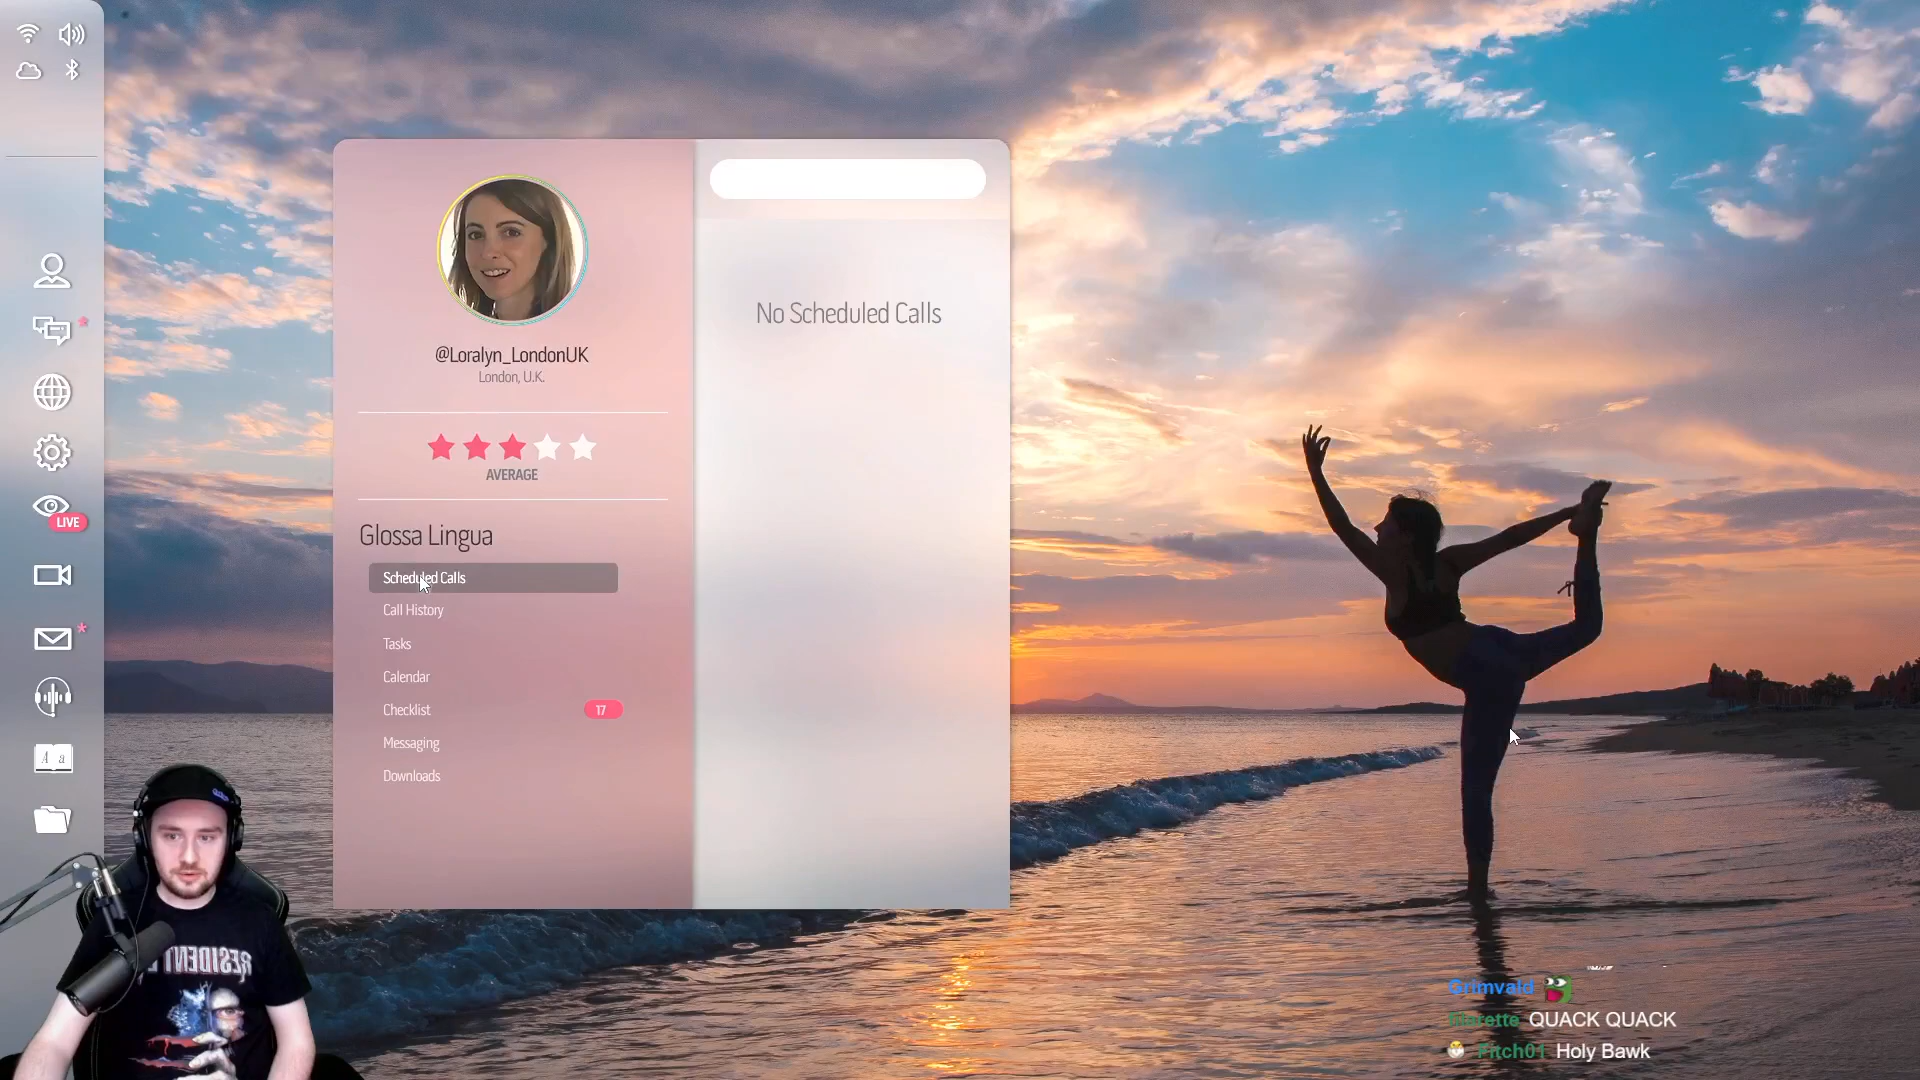 @Loralyn_LondonUK
London, U.K.
AVERAGE
Glossa Lingua
Scheduled Calls
Call History
Tasks
Calendar
Checklist 17
Messaging
Downloads
No Scheduled Calls
LIVE
A a
Grimvald
QUACK QUACK
Fitch01 Holy Bawk